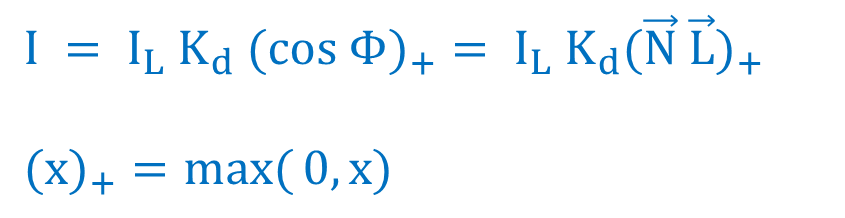 I = I_L K_d (cos Φ)_+ = I_L K_d(N⃗ L⃗)_+
(x)_+ = max( 0, x)